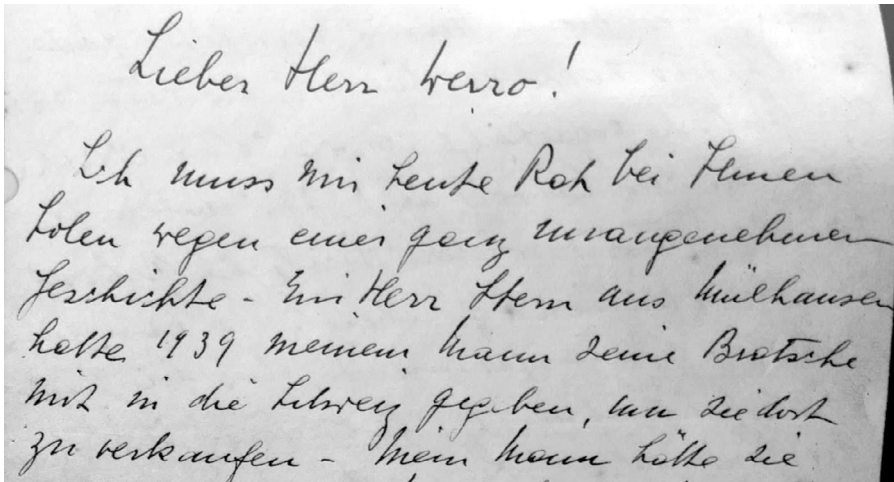 Lieber Herr Werro!
Ich muss mir heute Rat bei Ihnen
holen wegen einer ganz unangenehmen
Geschichte - Ein Herr Stern aus Mülhausen
hatte 1939 meinem Mann seine Bratsche
mit in die Schweiz gegeben, um sie dort
zu verkaufen - Mein Mann hätte sie